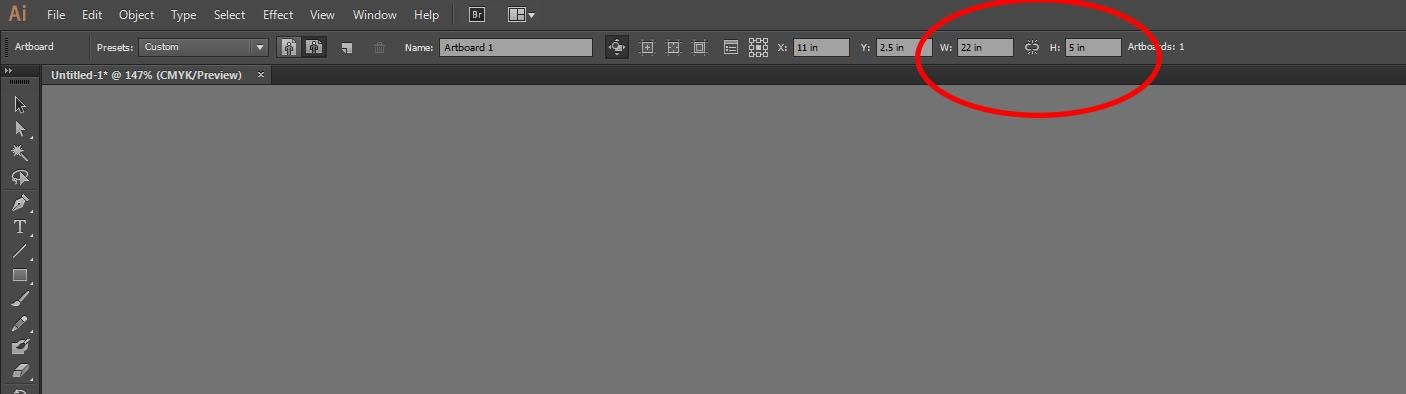 Ai File Edit Object Type Select Effect View Window Help Br
Artboard Presets: Custom Name: Artboard 1 X: 11 in Y: 2.5 in W: 22 in H: 5 in Artboards: 1
Untitled-1* @ 147% (CMYK/Preview) ×
T